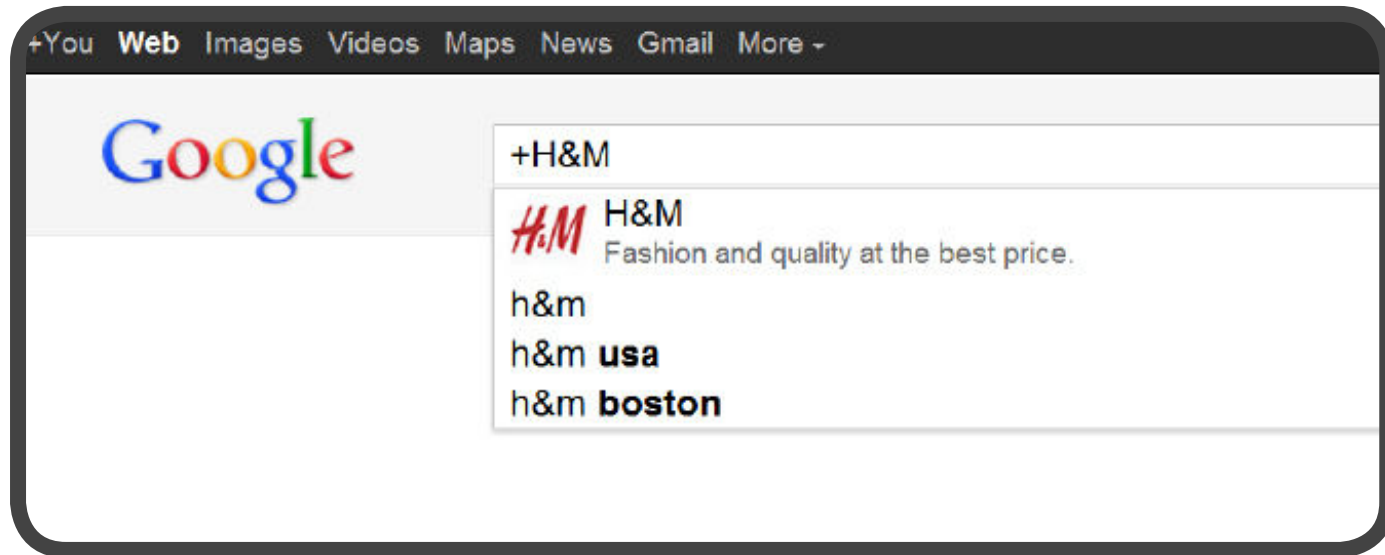 +You Web Images Videos Maps News Gmail More
Google
+H&M
H&M H&M
Fashion and quality at the best price.
h&m
h&m usa
h&m boston